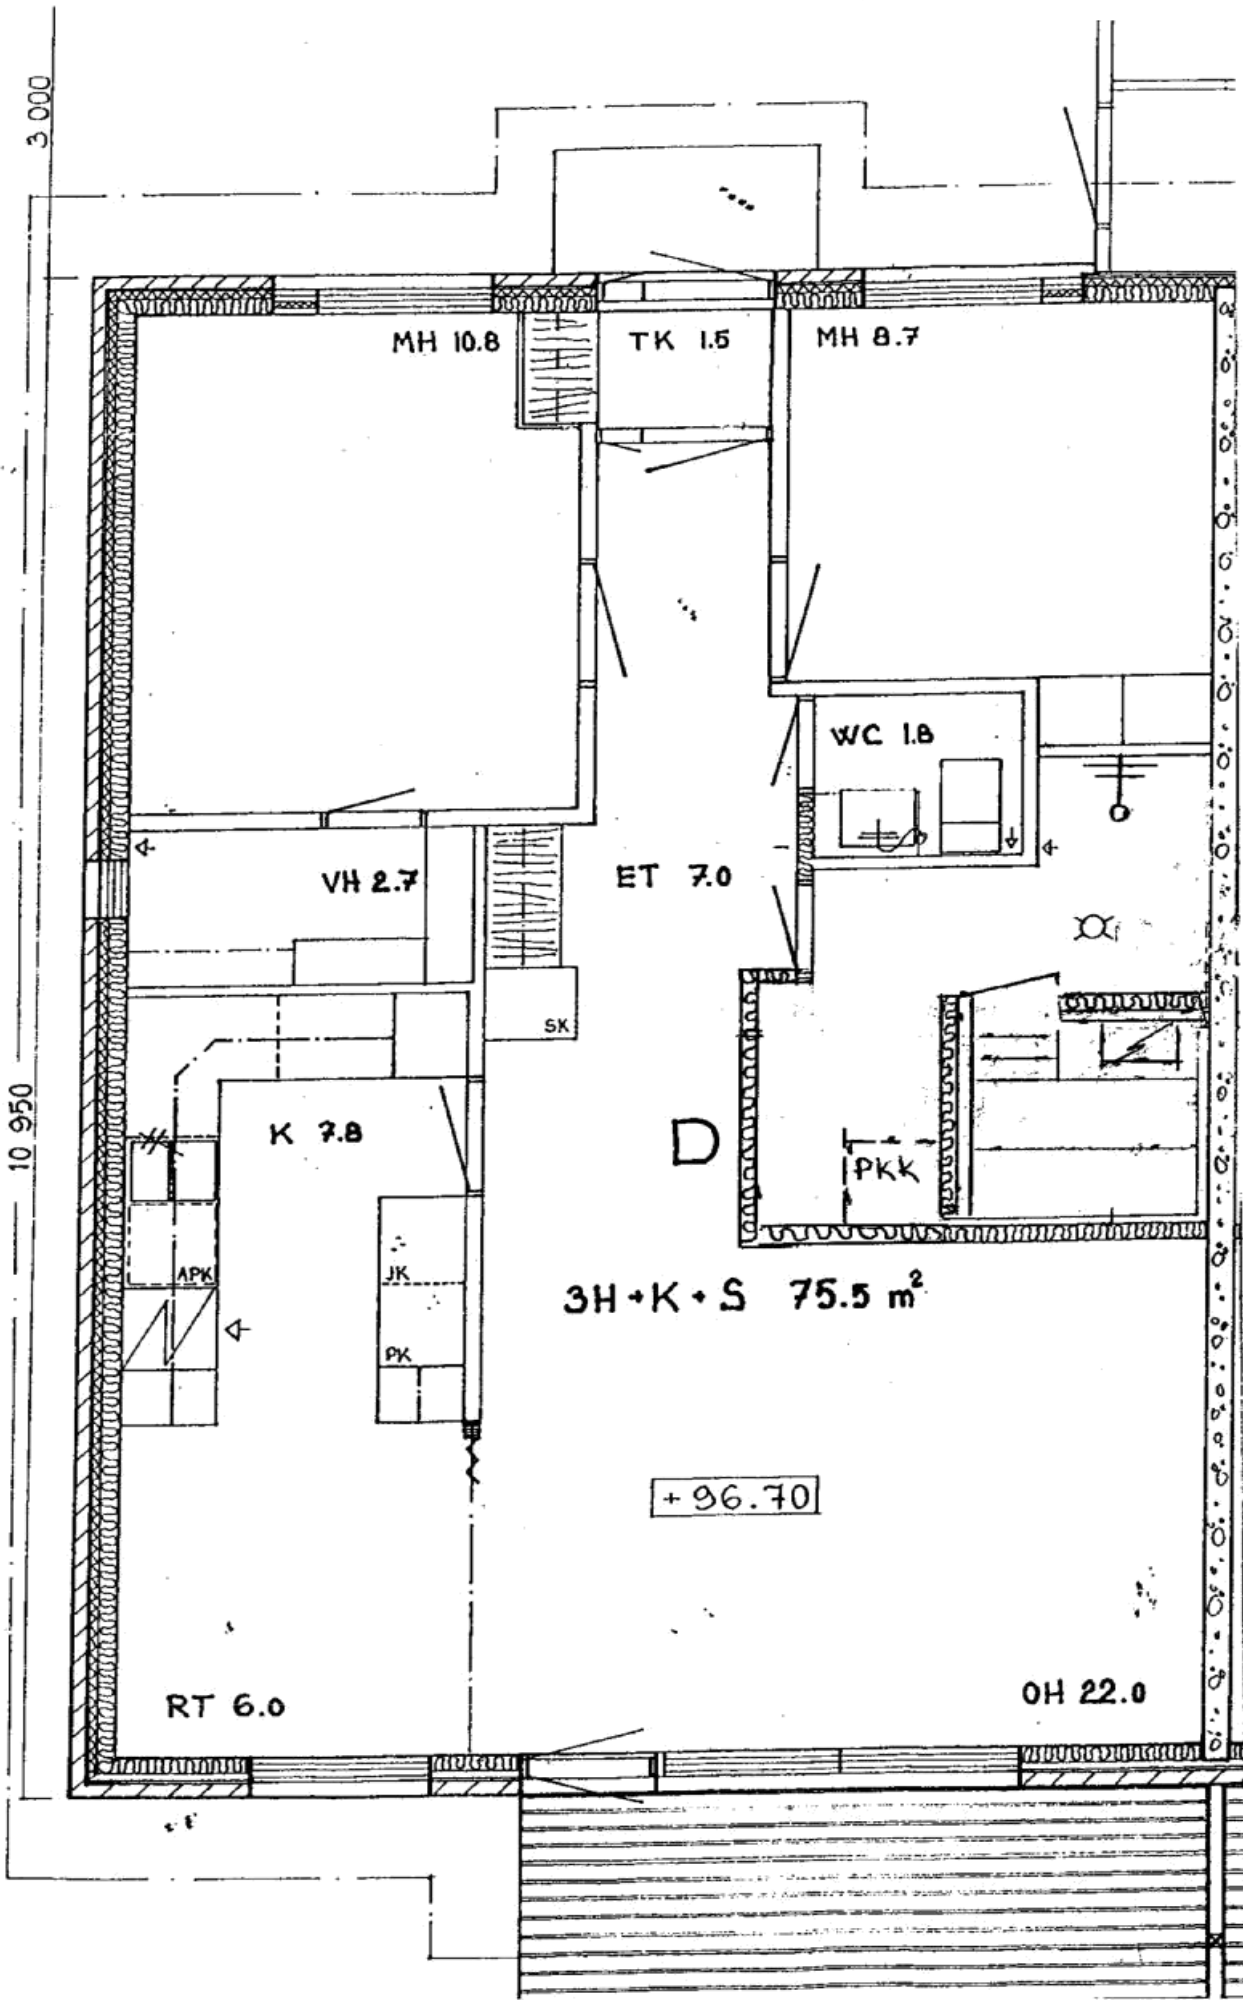 3 000
MH 10.8
TK 1.5
MH 8.7
WC 1.8
VH 2.7
ET 7.0
SK
10 950
K 7.8
D
PKK
APK
JK
3H+K+S 75.5 m²
PK
+96.70
RT 6.0
OH 22.0